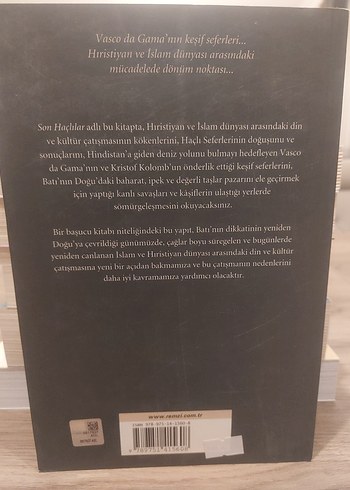 Vasco da Gama'nın keşif seferleri...
Hıristiyan ve İslam dünyası arasındaki
mücadelede dönüm noktası...
Son Haçlılar adlı bu kitapta, Hıristiyan ve İslam dünyası arasındaki din
ve kültür çatışmasının kökenlerini, Haçlı Seferlerinin doğuşunu ve
sonuçlarını, Hindistan'a giden deniz yolunu bulmayı hedefleyen Vasco
da Gama'nın ve Kristof Kolomb'un önderlik ettiği keşif seferlerini,
Batı'nın Doğu'daki baharat, ipek ve değerli taşlar pazarını ele geçirmek
için yaptığı kanlı savaşları ve kâşiflerin ulaştığı yerlerde
sömürgeleşmesini okuyacaksınız.
Bir başucu kitabı niteliğindeki bu yapıt, Batı'nın dikkatinin yeniden
Doğu'ya çevrildiği günümüzde, çağlar boyu süregelen ve bugünlerde
yeniden canlanan İslam ve Hıristiyan dünyası arasındaki din ve kültür
çatışmasına yeni bir açıdan bakmamıza ve bu çatışmanın nedenlerini
daha iyi kavramamıza yardımcı olacaktır.
www.remzi.com.tr